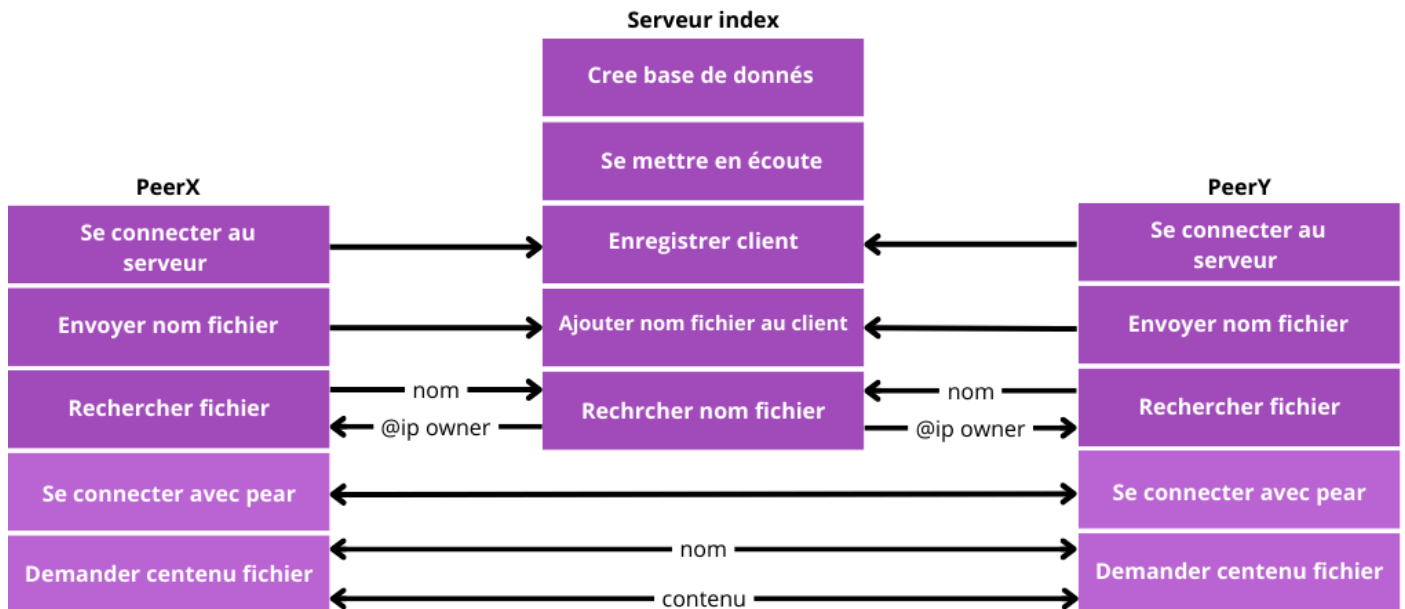 Serveur index
Cree base de donnés
Se mettre en écoute
PeerX
PeerY
Se connecter au
serveur
Enregistrer client
Se connecter au
serveur
Envoyer nom fichier
Ajouter nom fichier au client
Envoyer nom fichier
Rechercher fichier
nom
@ip owner
Rechrcher nom fichier
nom
@ip owner
Rechercher fichier
Se connecter avec pear
Se connecter avec pear
Demander centenu fichier
nom
contenu
Demander centenu fichier